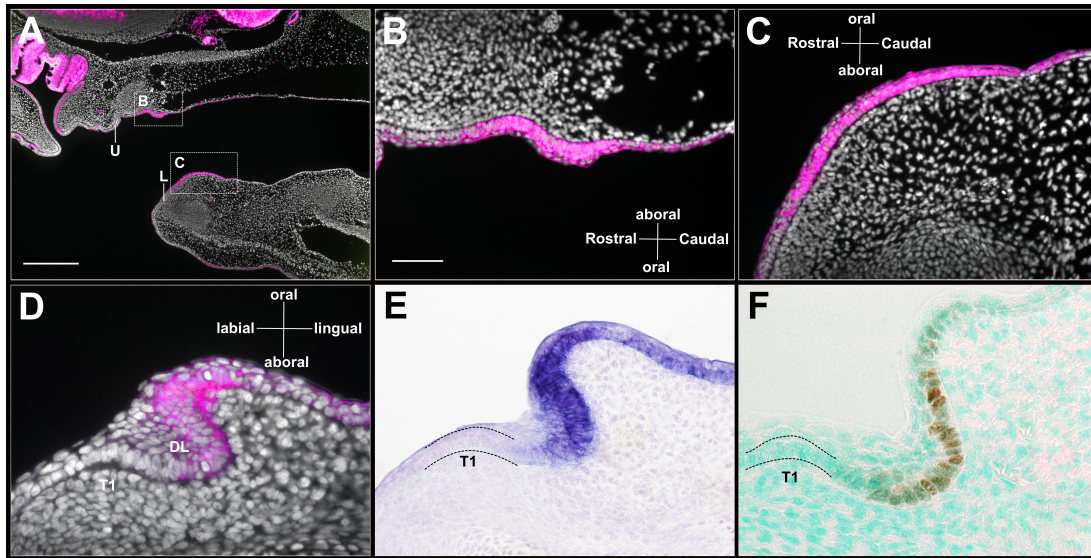 A
B
U
C
L
B
aboral
Rostral Caudal
oral
C
oral
Rostral Caudal
aboral
D
oral
labial lingual
aboral
DL
T1
E
T1
F
T1